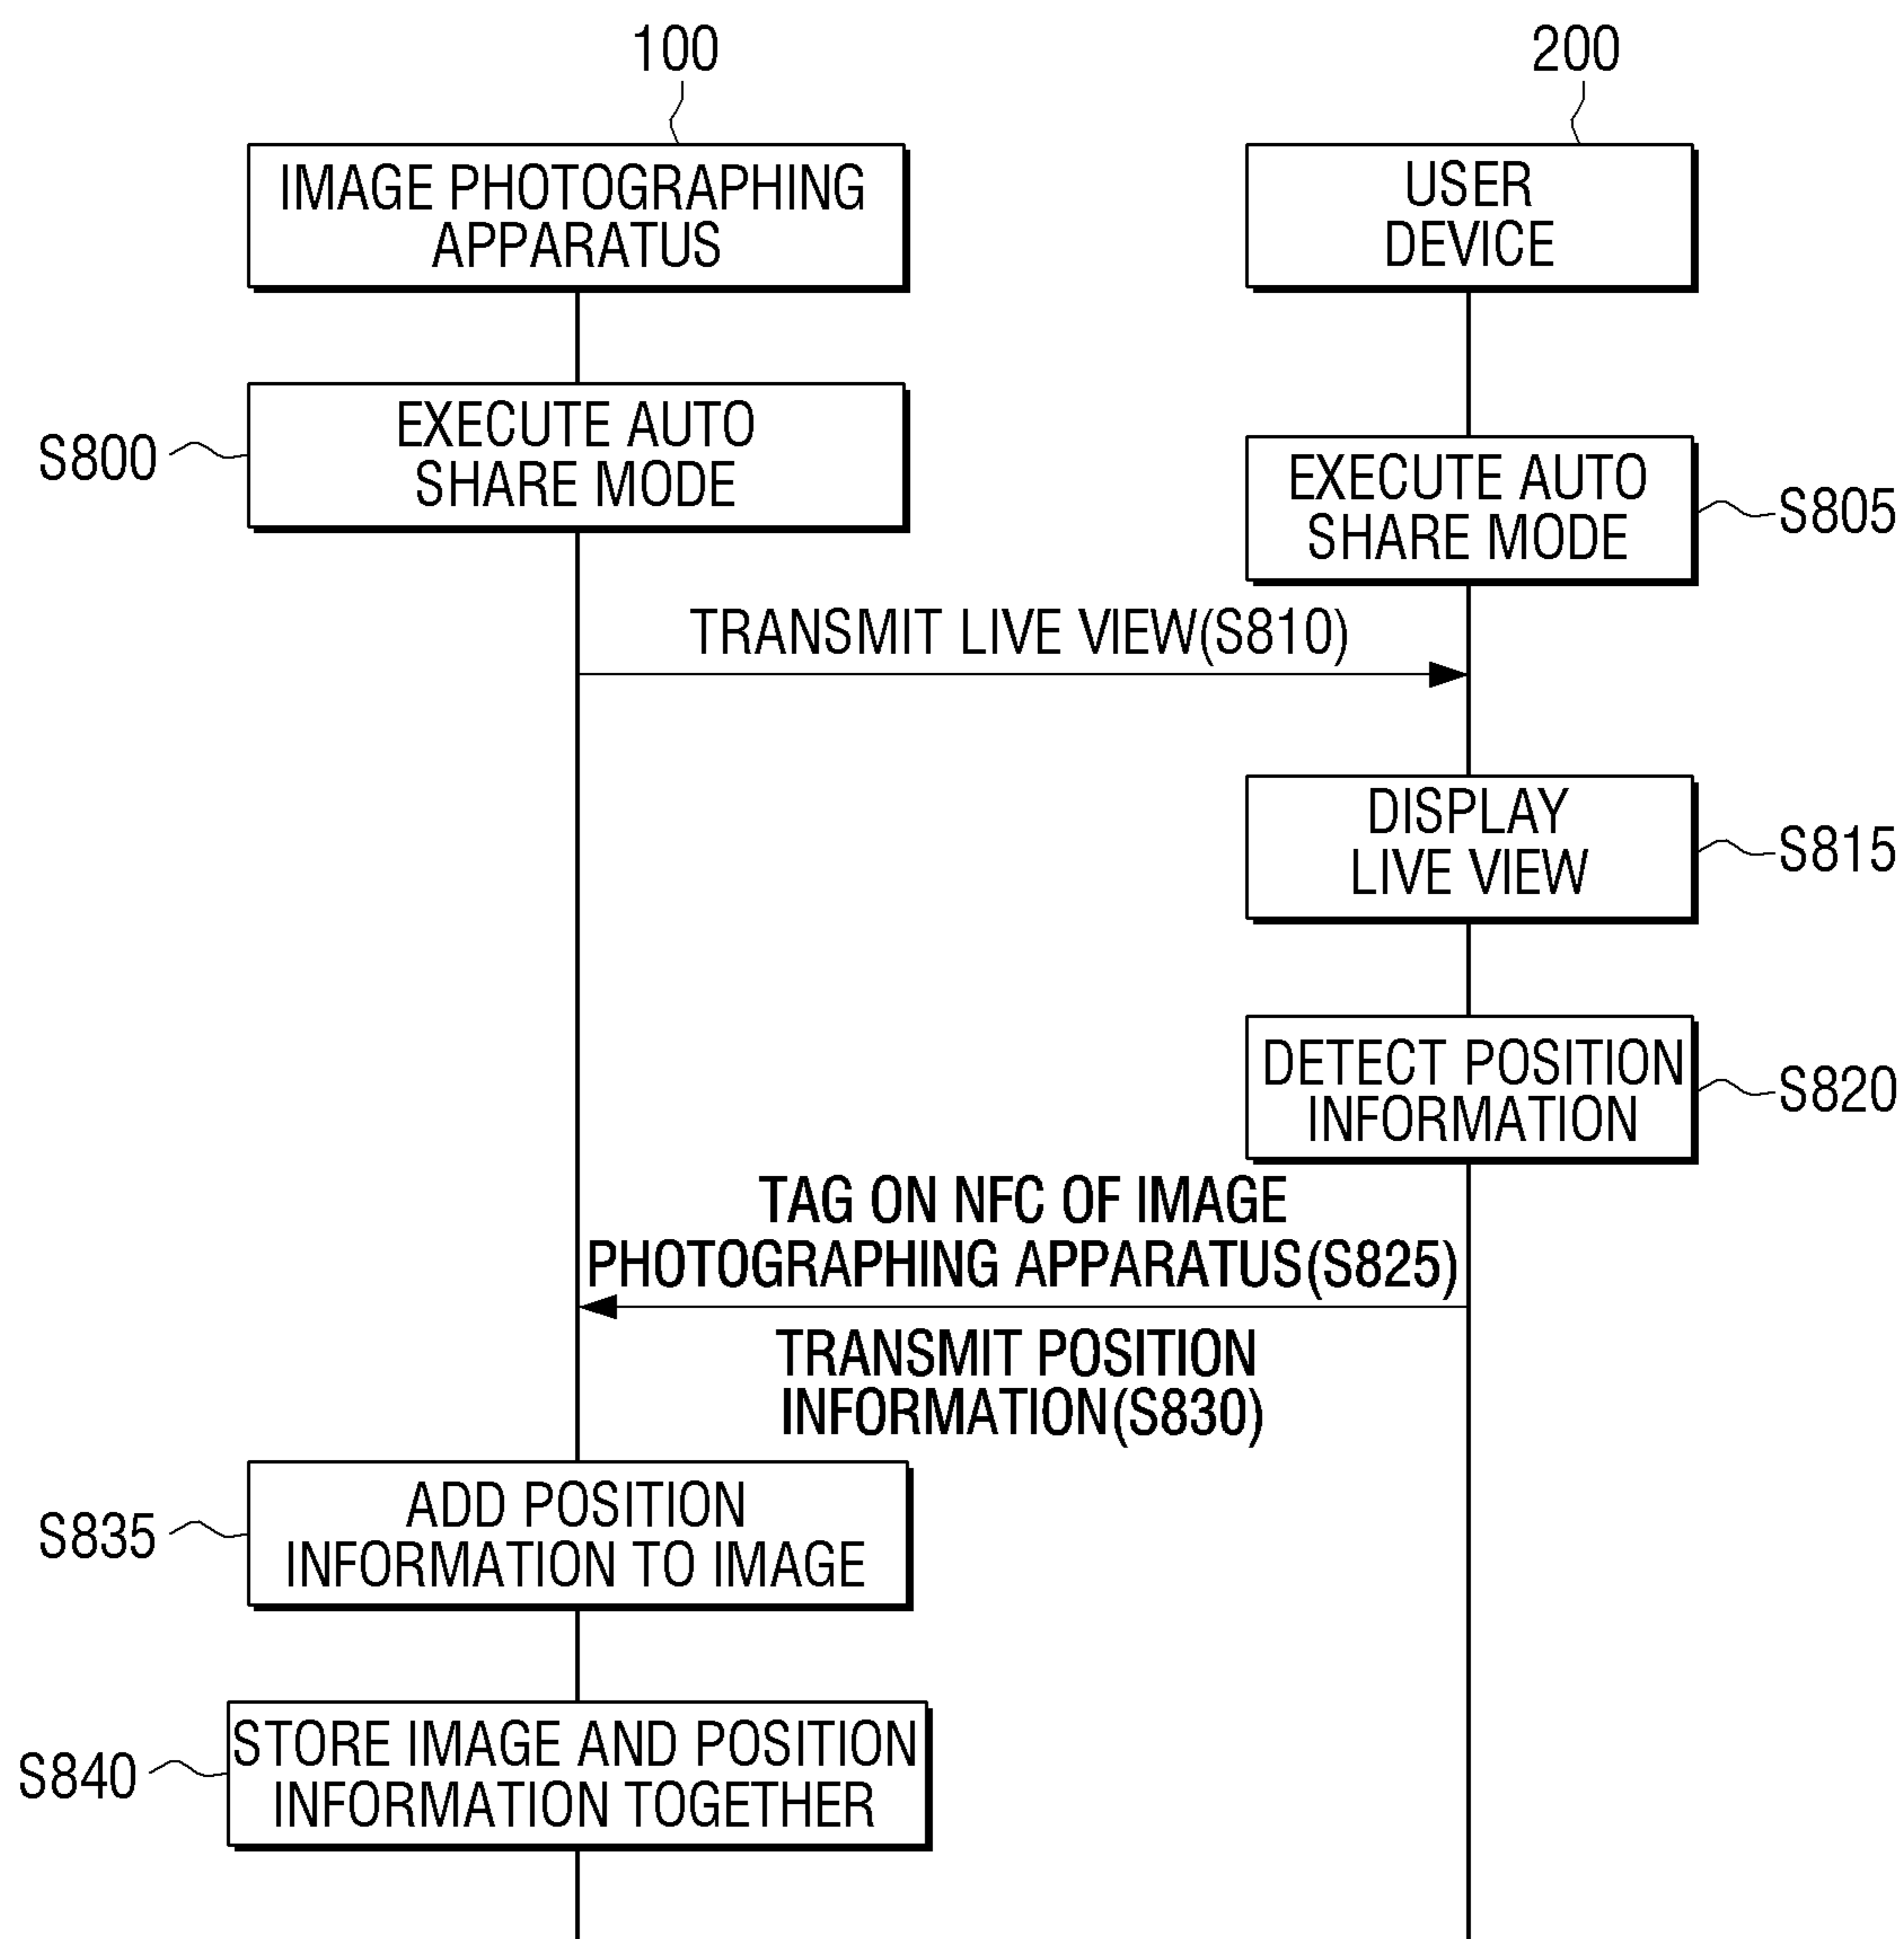 100
200
IMAGE PHOTOGRAPHING
APPARATUS
USER
DEVICE
S800
EXECUTE AUTO
SHARE MODE
EXECUTE AUTO
SHARE MODE
S805
TRANSMIT LIVE VIEW(S810)
DISPLAY
LIVE VIEW
S815
DETECT POSITION
INFORMATION
S820
TAG ON NFC OF IMAGE
PHOTOGRAPHING APPARATUS(S825)
TRANSMIT POSITION
INFORMATION(S830)
S835
ADD POSITION
INFORMATION TO IMAGE
S840
STORE IMAGE AND POSITION
INFORMATION TOGETHER